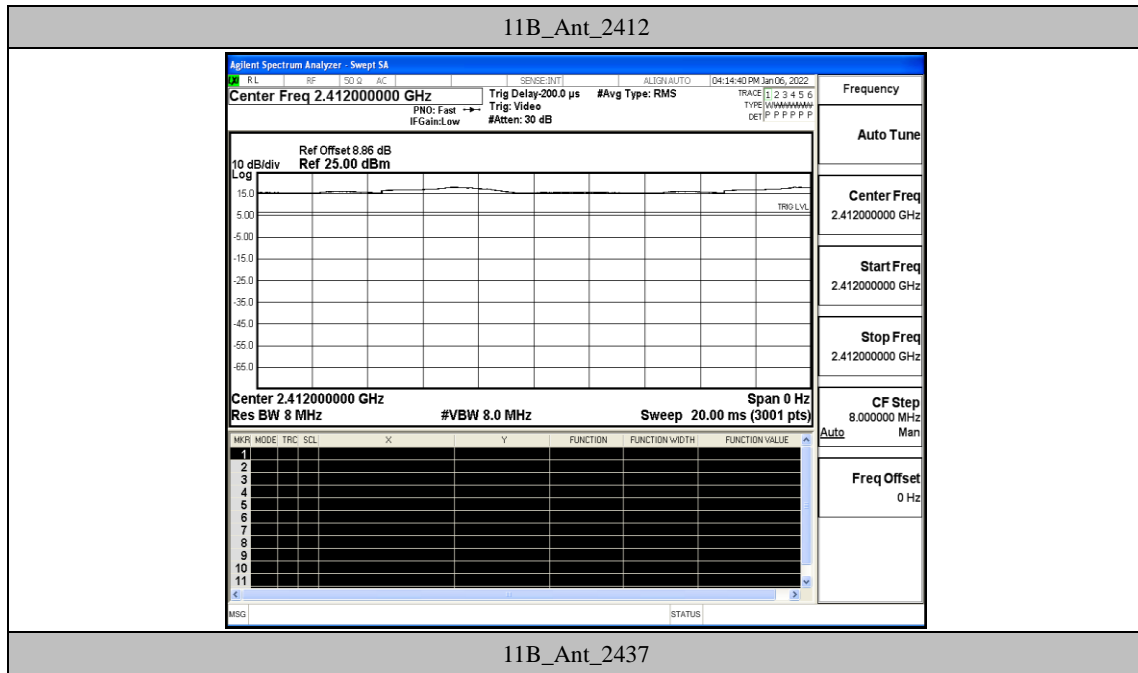 11B_Ant_2412
Agilent Spectrum Analyzer - Swept SA
RL RF 50 Ω AC SENSE:INT ALIGN AUTO 04:14:40 PM Jan 06, 2022
Center Freq 2.412000000 GHz
PNO: Fast
IFGain:Low
Trig Delay-200.0 µs
Trig: Video
#Atten: 30 dB
#Avg Type: RMS
TRACE 1 2 3 4 5 6
TYPE
DET P P P P P P
Ref Offset 8.86 dB
10 dB/div Ref 25.00 dBm
Log
15.0
5.00
-5.00
-15.0
-25.0
-35.0
-45.0
-55.0
-65.0
TRIG LVL
Center 2.412000000 GHz Span 0 Hz
Res BW 8 MHz #VBW 8.0 MHz Sweep 20.00 ms (3001 pts)
MKR MODE TRC SCL X Y FUNCTION FUNCTION WIDTH FUNCTION VALUE
1
2
3
4
5
6
7
8
9
10
11
MSG STATUS
Frequency
Auto Tune
Center Freq
2.412000000 GHz
Start Freq
2.412000000 GHz
Stop Freq
2.412000000 GHz
CF Step
8.000000 MHz
Auto Man
Freq Offset
0 Hz
11B_Ant_2437